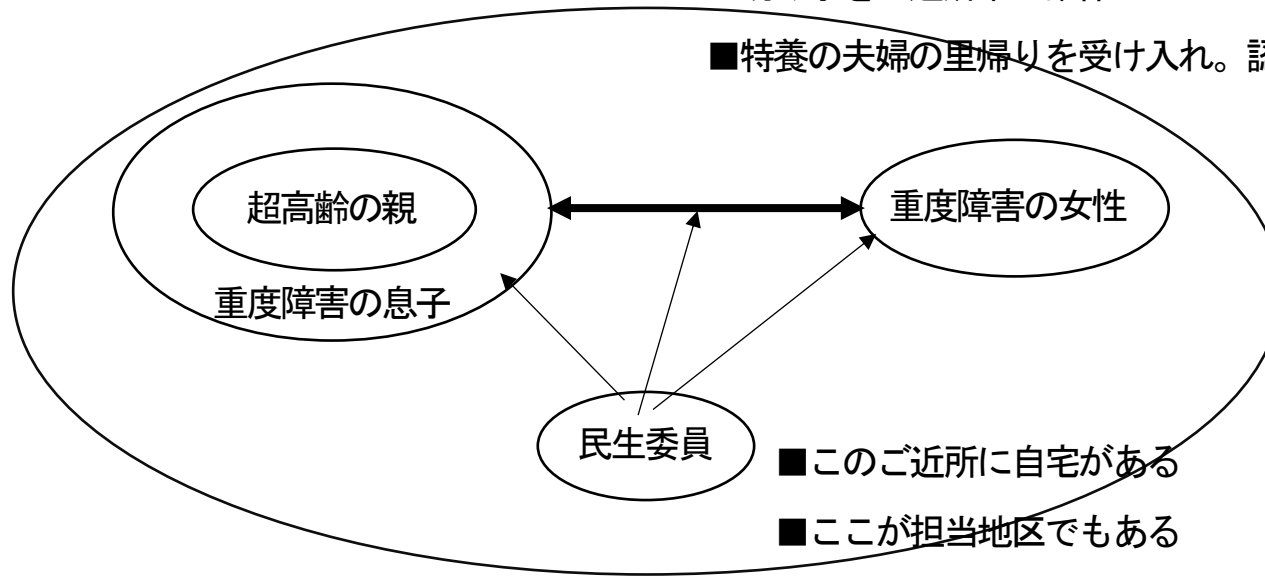 ■特養の夫婦の里帰りを受け入れ。認
超高齢の親
重度障害の女性
重度障害の息子
民生委員
■このご近所に自宅がある
■ここが担当地区でもある